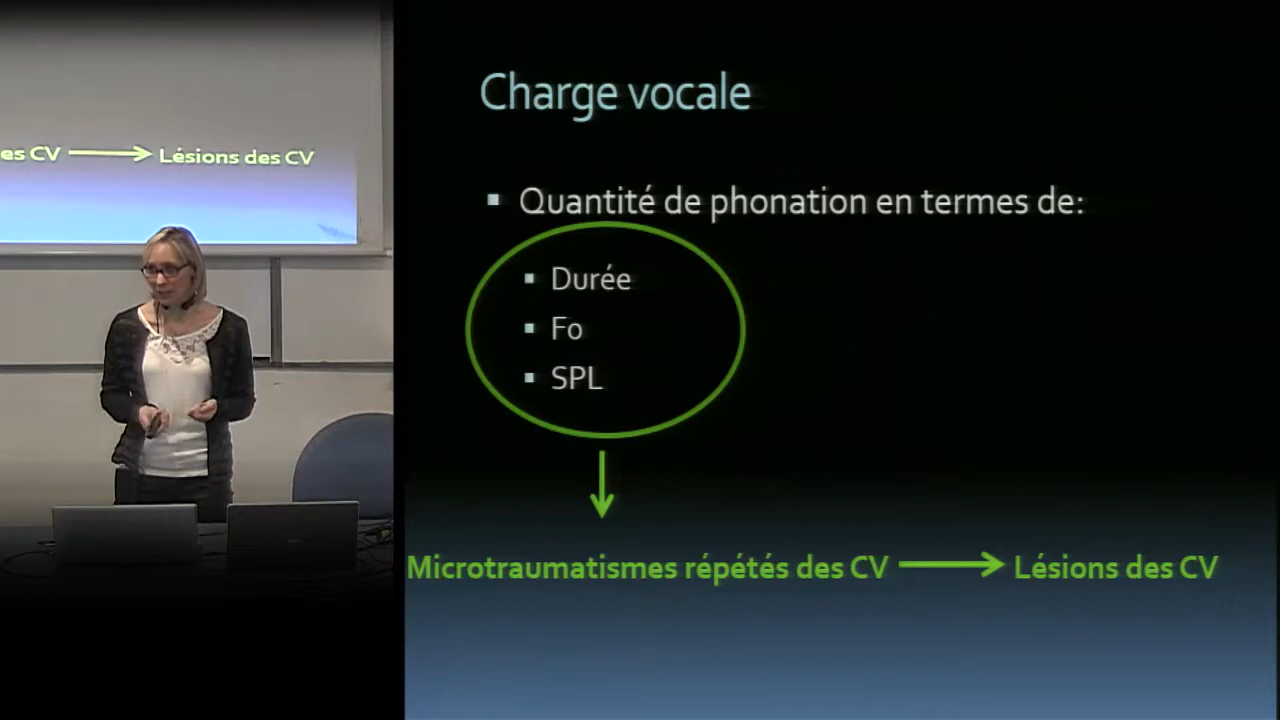 es CV → Lésions des CV
Charge vocale
▪ Quantité de phonation en termes de:
▪ Durée
▪ Fo
▪ SPL
Microtraumatismes répétés des CV → Lésions des CV